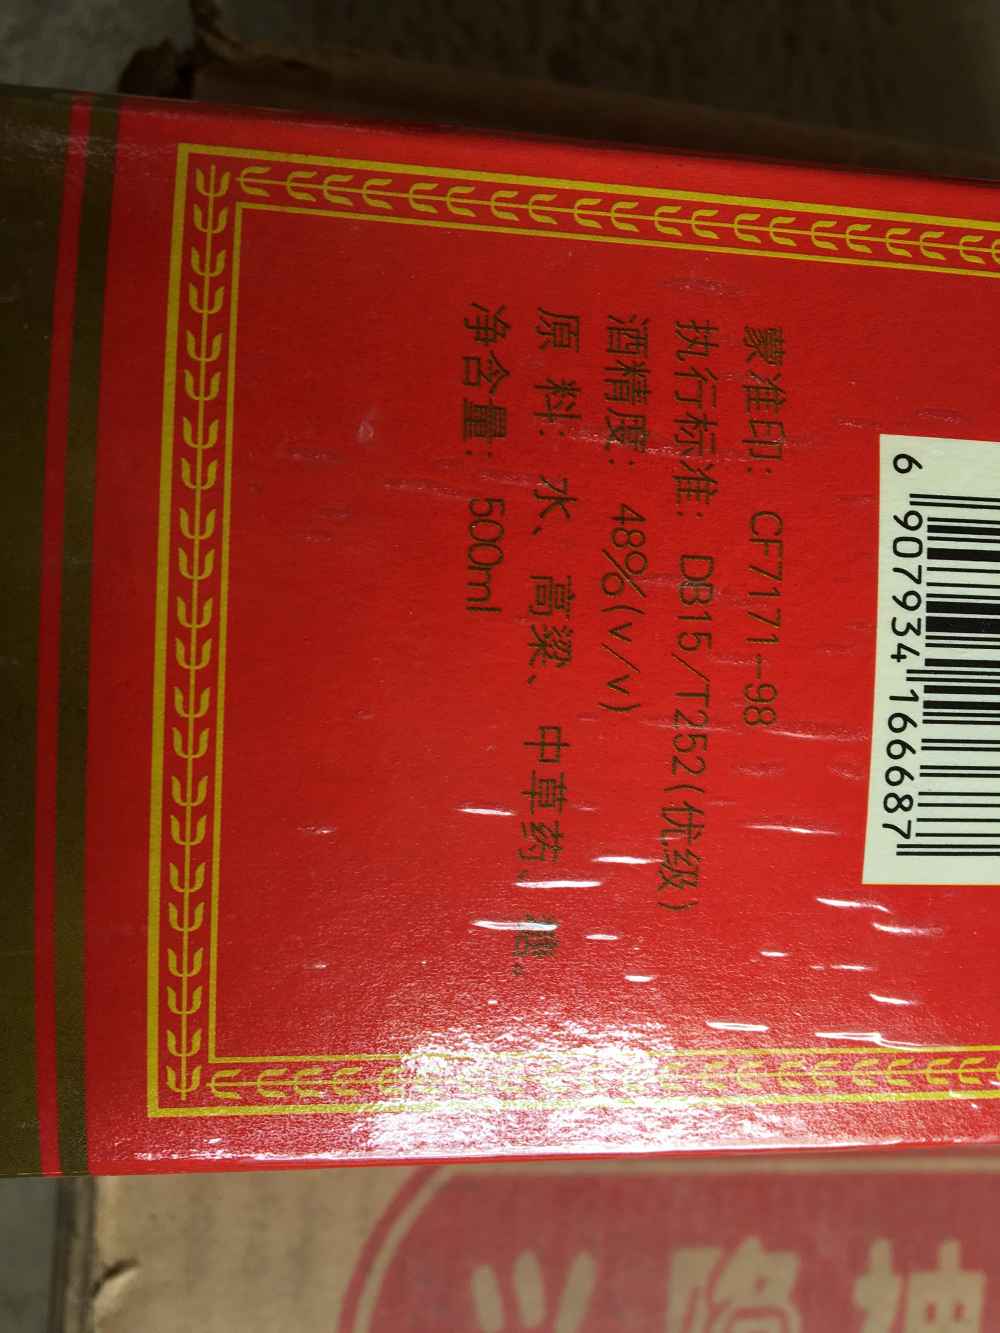 6 907934 166687
蒙准印：CF7171—98
执行标准：DB15/T252(优级)
酒精度：48%(v/v)
原 料：水、高粱、中草药、糖。
净含量：500ml